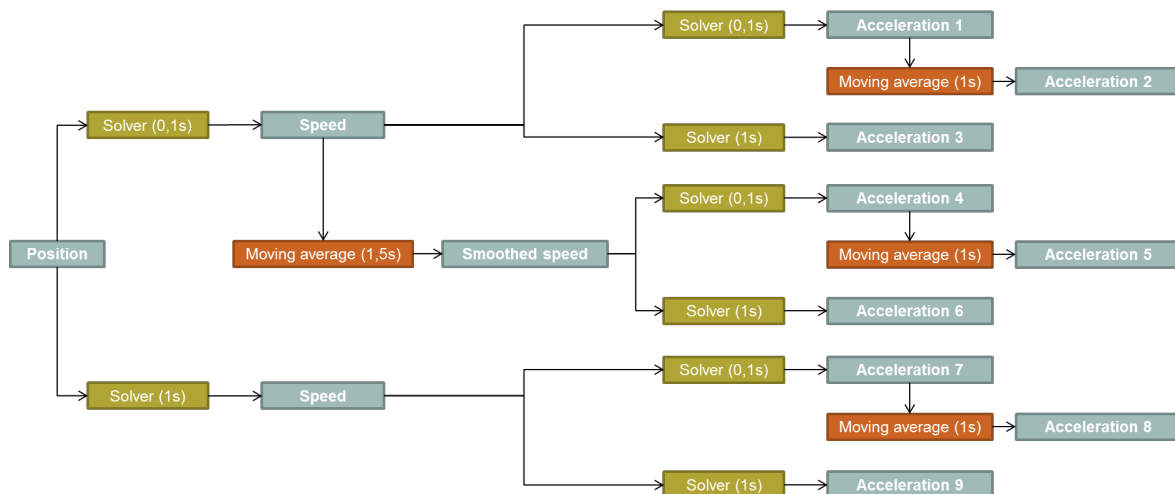 Solver (0,1s)
Acceleration 1
Moving average (1s)
Acceleration 2
Solver (0,1s)
Speed
Solver (1s)
Acceleration 3
Solver (0,1s)
Acceleration 4
Position
Moving average (1,5s)
Smoothed speed
Moving average (1s)
Acceleration 5
Solver (1s)
Acceleration 6
Solver (0,1s)
Acceleration 7
Solver (1s)
Speed
Moving average (1s)
Acceleration 8
Solver (1s)
Acceleration 9